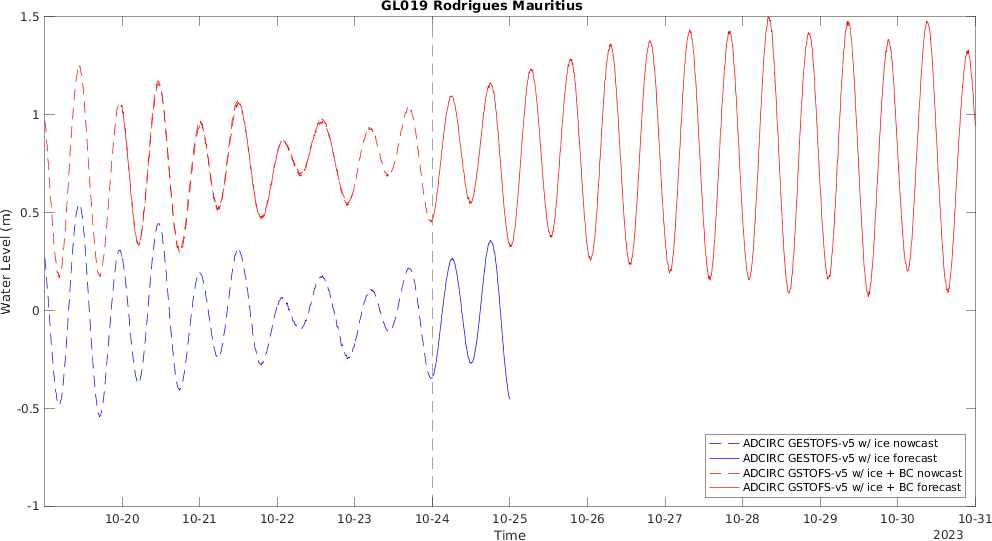 GL019 Rodrigues Mauritius
1.5
1
0.5
0
-0.5
-1
Water Level (m)
10-20 10-21 10-22 10-23 10-24 10-25 10-26 10-27 10-28 10-29 10-30 10-31
Time
2023
ADCIRC GESTOFS-v5 w/ ice nowcast
ADCIRC GESTOFS-v5 w/ ice forecast
ADCIRC GSTOFS-v5 w/ ice + BC nowcast
ADCIRC GSTOFS-v5 w/ ice + BC forecast